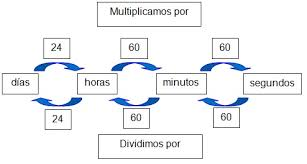 Multiplicamos por
24 60 60
días horas minutos segundos
24 60 60
Dividimos por